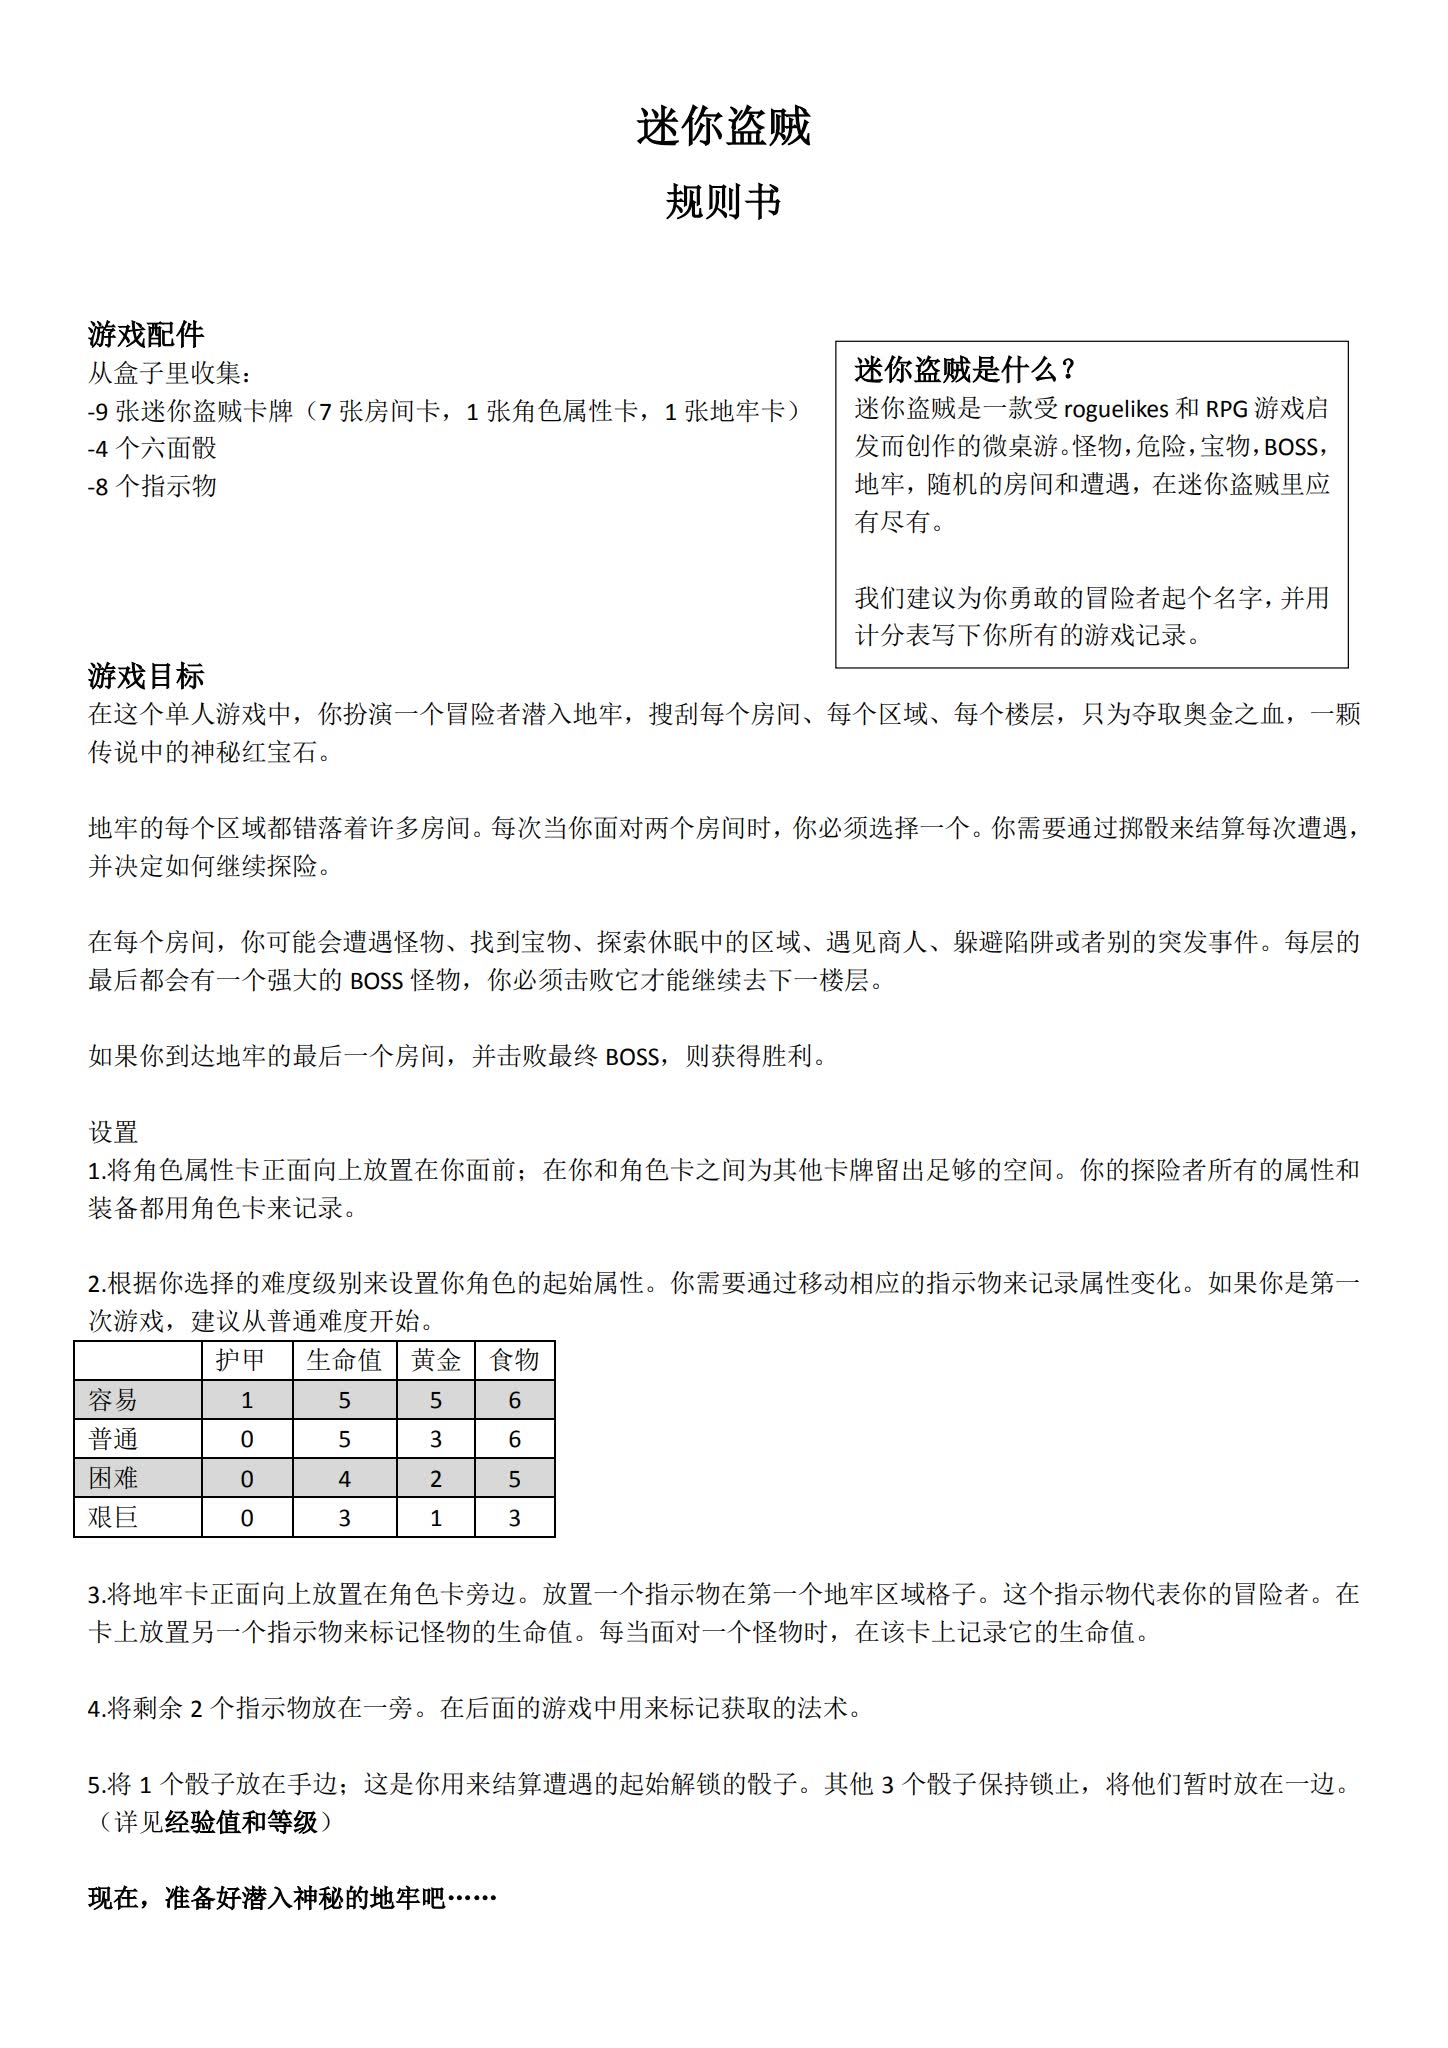 迷你盗贼
规则书
游戏配件
从盒子里收集：
-9 张迷你盗贼卡牌（7 张房间卡，1 张角色属性卡，1 张地牢卡）
-4 个六面骰
-8 个指示物
迷你盗贼是什么？
迷你盗贼是一款受 roguelikes 和 RPG 游戏启
发而创作的微桌游。怪物，危险，宝物，BOSS，
地牢，随机的房间和遭遇，在迷你盗贼里应
有尽有。
我们建议为你勇敢的冒险者起个名字，并用
计分表写下你所有的游戏记录。
游戏目标
在这个单人游戏中，你扮演一个冒险者潜入地牢，搜刮每个房间、每个区域、每个楼层，只为夺取奥金之血，一颗
传说中的神秘红宝石。
地牢的每个区域都错落着许多房间。每次当你面对两个房间时，你必须选择一个。你需要通过掷骰来结算每次遭遇，
并决定如何继续探险。
在每个房间，你可能会遭遇怪物、找到宝物、探索休眠中的区域、遇见商人、躲避陷阱或者别的突发事件。每层的
最后都会有一个强大的 BOSS 怪物，你必须击败它才能继续去下一楼层。
如果你到达地牢的最后一个房间，并击败最终 BOSS，则获得胜利。
设置
1.将角色属性卡正面向上放置在你面前；在你和角色卡之间为其他卡牌留出足够的空间。你的探险者所有的属性和
装备都用角色卡来记录。
2.根据你选择的难度级别来设置你角色的起始属性。你需要通过移动相应的指示物来记录属性变化。如果你是第一
次游戏，建议从普通难度开始。
护甲 生命值 黄金 食物
容易 1 5 5 6
普通 0 5 3 6
困难 0 4 2 5
艰巨 0 3 1 3
3.将地牢卡正面向上放置在角色卡旁边。放置一个指示物在第一个地牢区域格子。这个指示物代表你的冒险者。在
卡上放置另一个指示物来标记怪物的生命值。每当面对一个怪物时，在该卡上记录它的生命值。
4.将剩余 2 个指示物放在一旁。在后面的游戏中用来标记获取的法术。
5.将 1 个骰子放在手边；这是你用来结算遭遇的起始解锁的骰子。其他 3 个骰子保持锁止，将他们暂时放在一边。
（详见经验值和等级）
现在，准备好潜入神秘的地牢吧……